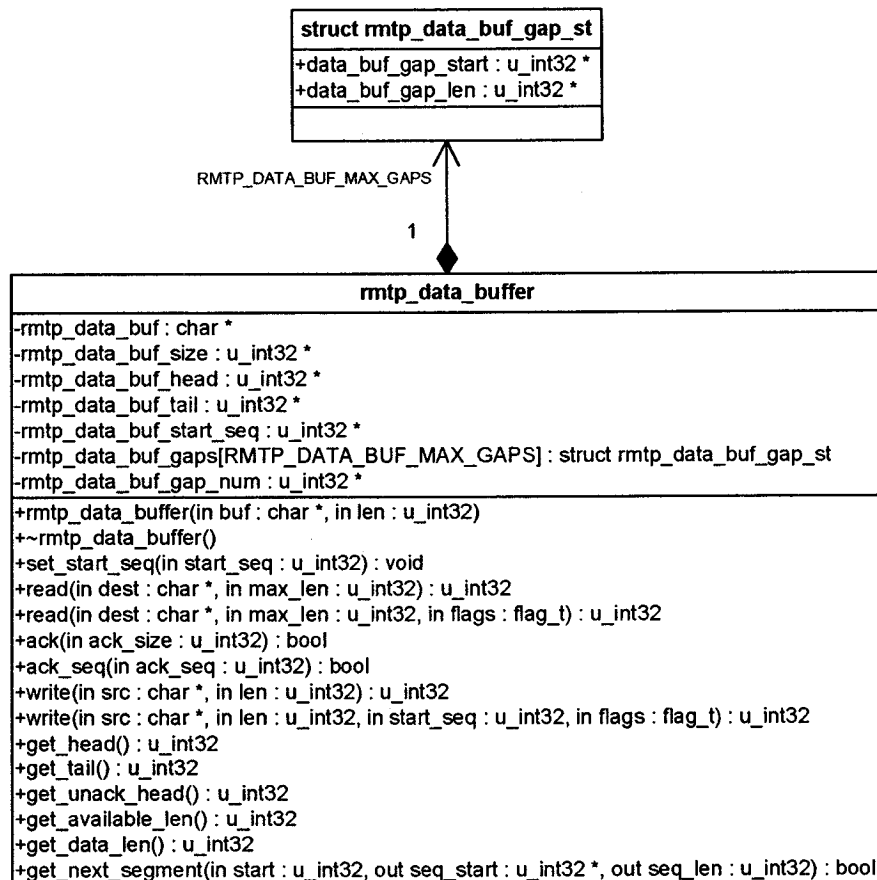 struct rmtp_data_buf_gap_st
+data_buf_gap_start : u_int32 *
+data_buf_gap_len : u_int32 *
RMTP_DATA_BUF_MAX_GAPS
1
rmtp_data_buffer
-rmtp_data_buf : char *
-rmtp_data_buf_size : u_int32 *
-rmtp_data_buf_head : u_int32 *
-rmtp_data_buf_tail : u_int32 *
-rmtp_data_buf_start_seq : u_int32 *
-rmtp_data_buf_gaps[RMTP_DATA_BUF_MAX_GAPS] : struct rmtp_data_buf_gap_st
-rmtp_data_buf_gap_num : u_int32 *
+rmtp_data_buffer(in buf : char *, in len : u_int32)
+~rmtp_data_buffer()
+set_start_seq(in start_seq : u_int32) : void
+read(in dest : char *, in max_len : u_int32) : u_int32
+read(in dest : char *, in max_len : u_int32, in flags : flag_t) : u_int32
+ack(in ack_size : u_int32) : bool
+ack_seq(in ack_seq : u_int32) : bool
+write(in src : char *, in len : u_int32) : u_int32
+write(in src : char *, in len : u_int32, in start_seq : u_int32, in flags : flag_t) : u_int32
+get_head() : u_int32
+get_tail() : u_int32
+get_unack_head() : u_int32
+get_available_len() : u_int32
+get_data_len() : u_int32
+get_next_segment(in start : u_int32, out seq_start : u_int32 *, out seq_len : u_int32) : bool